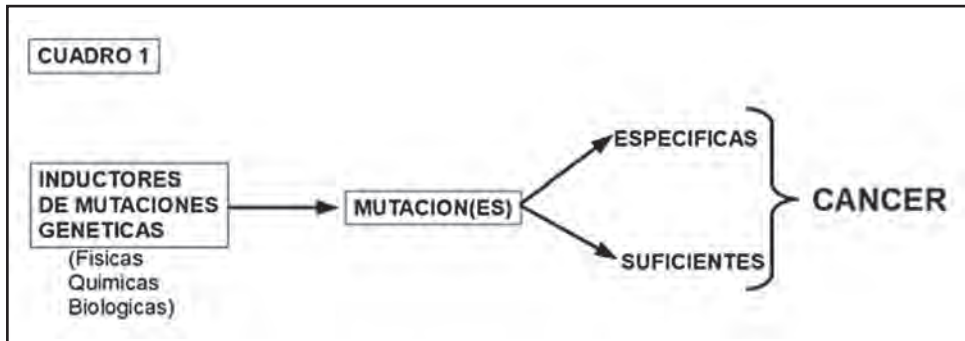 CUADRO 1
INDUCTORES
DE MUTACIONES
GENETICAS
(Fisicas
Quimicas
Biologicas)
MUTACION(ES)
ESPECIFICAS
SUFICIENTES
CANCER